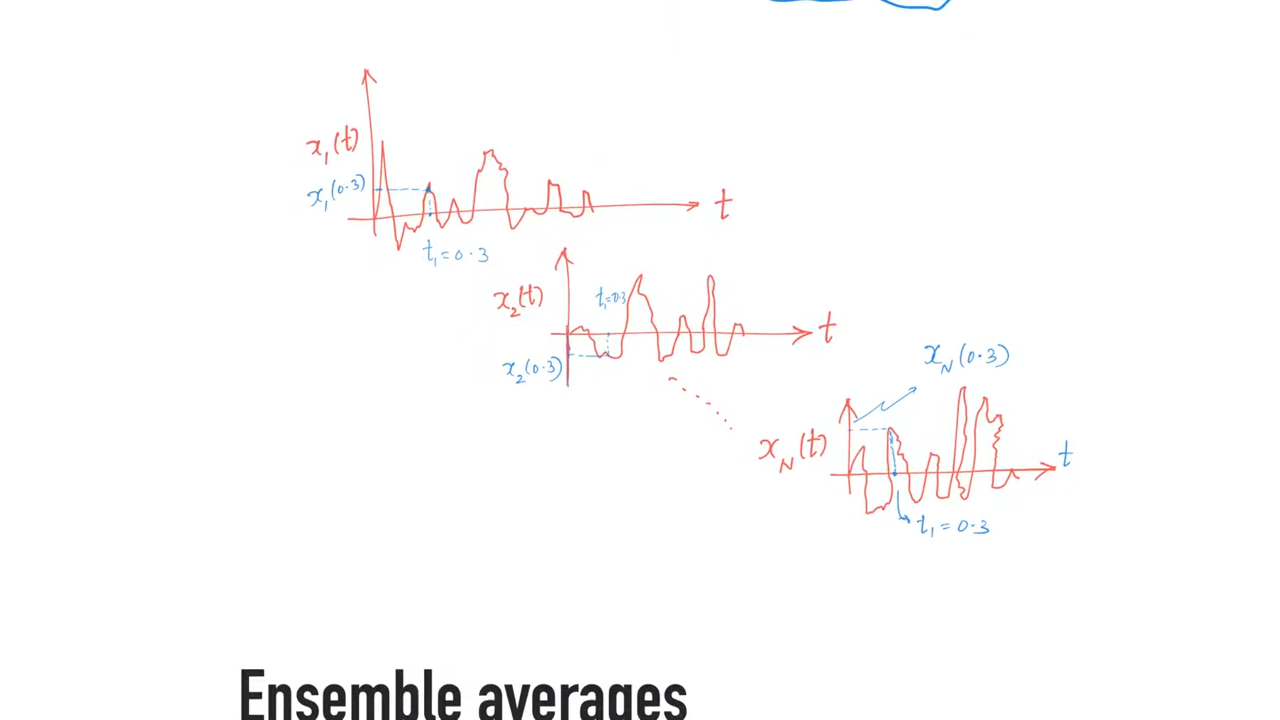 x₁(t)
x₁(0.3)
t
t₁ = 0.3
x₂(t)
t₁=0.3
t
x₂(0.3)
x_N(0.3)
x_N(t)
t
t₁ = 0.3
Ensemble averages